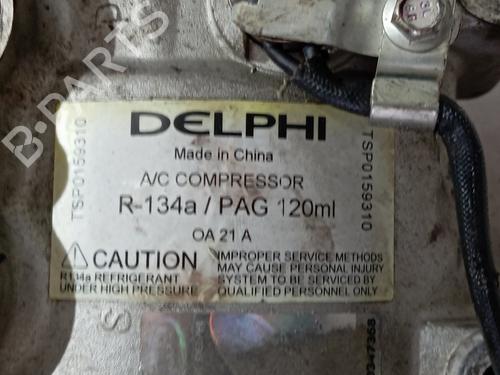 B-PARTS
TSP0159310
DELPHI
Made in China
A/C COMPRESSOR
R-134a / PAG 120ml
OA 21 A
TSP0159310
CAUTION
R134a REFRIGERANT
UNDER HIGH PRESSURE
IMPROPER SERVICE METHODS
MAY CAUSE PERSONAL INJURY
SYSTEM TO BE SERVICED BY
QUALIFIED PERSONNEL ONLY
S